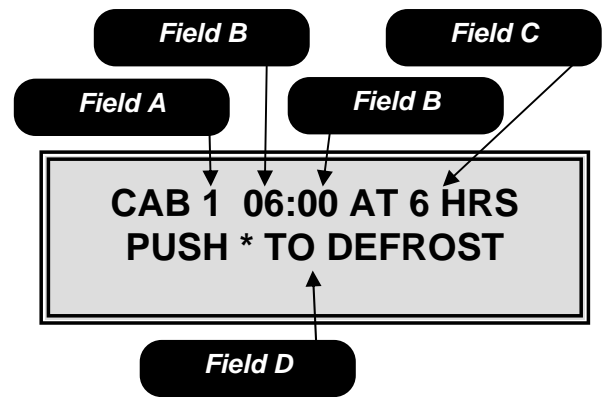 Field B
Field C
Field A
Field B
CAB 1 06:00 AT 6 HRS
PUSH * TO DEFROST
Field D